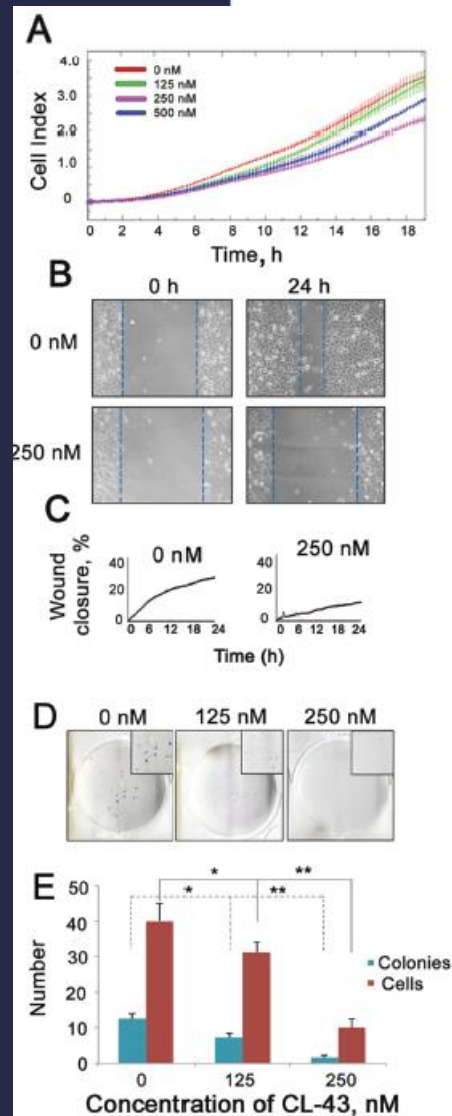 A
Cell Index
4.0
3.0
2.0
1.0
0
0 nM
125 nM
250 nM
500 nM
0 2 4 6 8 10 12 14 16 18
Time, h
B
0 h 24 h
0 nM
250 nM
C
Wound
closure, %
0 nM 250 nM
40 40
20 20
0 0
0 6 12 18 24 0 6 12 18 24
Time (h)
D
0 nM 125 nM 250 nM
E
Number
50
40
30
20
10
0
* **
* **
Colonies
Cells
0 125 250
Concentration of CL-43, nM